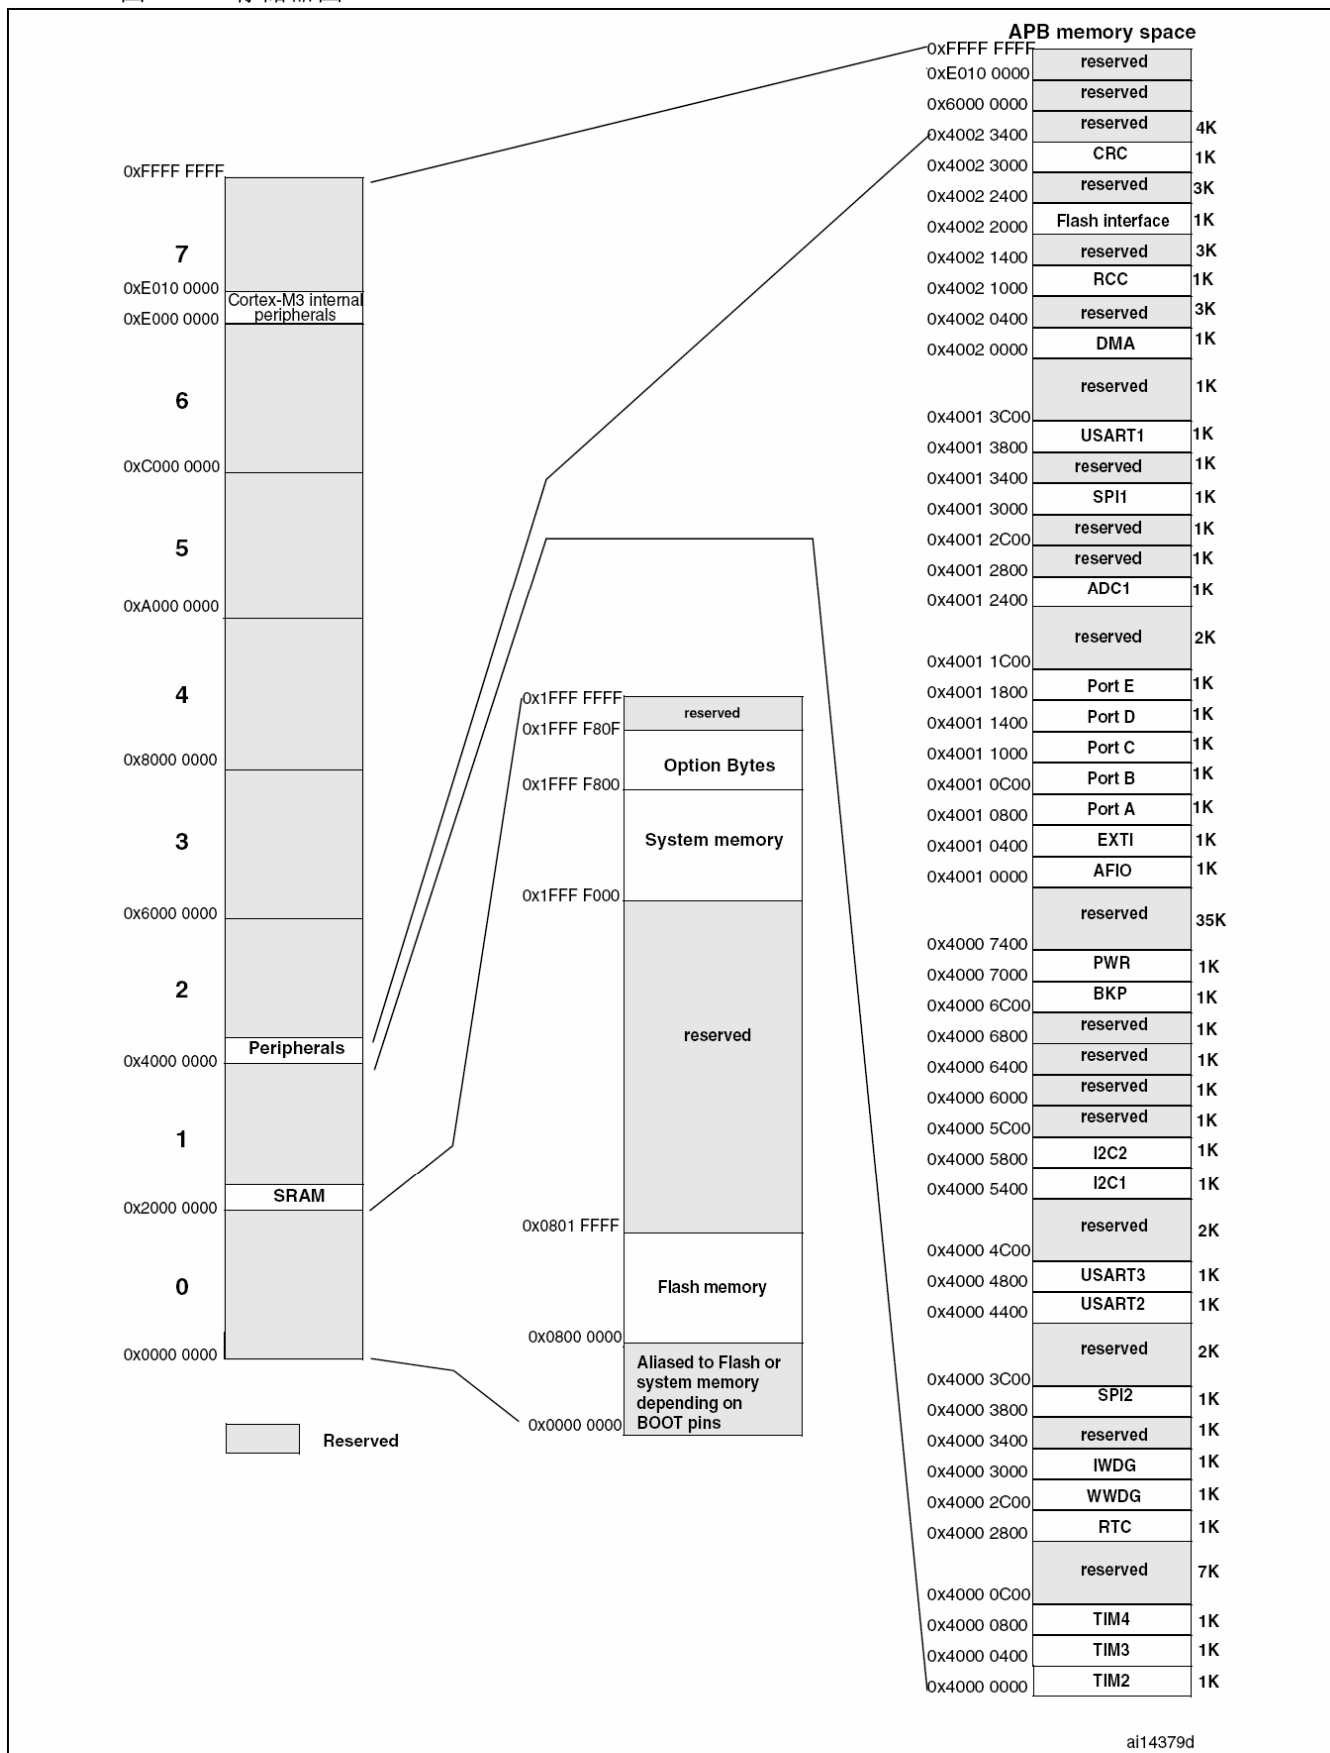 APB memory space
0xFFFF FFFF
reserved
0xE010 0000
reserved
0x6000 0000
reserved
4K
0x4002 3400
CRC
1K
0x4002 3000
reserved
3K
0x4002 2400
Flash interface
1K
0x4002 2000
reserved
3K
0x4002 1400
RCC
1K
0x4002 1000
reserved
3K
0x4002 0400
DMA
1K
0x4002 0000
reserved
1K
0x4001 3C00
USART1
1K
0x4001 3800
reserved
1K
0x4001 3400
SPI1
1K
0x4001 3000
reserved
1K
0x4001 2C00
reserved
1K
0x4001 2800
ADC1
1K
0x4001 2400
reserved
2K
0x4001 1C00
Port E
1K
0x4001 1800
Port D
1K
0x4001 1400
Port C
1K
0x4001 1000
Port B
1K
0x4001 0C00
Port A
1K
0x4001 0800
EXTI
1K
0x4001 0400
AFIO
1K
0x4001 0000
reserved
35K
0x4000 7400
PWR
1K
0x4000 7000
BKP
1K
0x4000 6C00
reserved
1K
0x4000 6800
reserved
1K
0x4000 6400
reserved
1K
0x4000 6000
reserved
1K
0x4000 5C00
I2C2
1K
0x4000 5800
I2C1
1K
0x4000 5400
reserved
2K
0x4000 4C00
USART3
1K
0x4000 4800
USART2
1K
0x4000 4400
reserved
2K
0x4000 3C00
SPI2
1K
0x4000 3800
reserved
1K
0x4000 3400
IWDG
1K
0x4000 3000
WWDG
1K
0x4000 2C00
RTC
1K
0x4000 2800
reserved
7K
0x4000 0C00
TIM4
1K
0x4000 0800
TIM3
1K
0x4000 0400
TIM2
1K
0x4000 0000
0xFFFF FFFF
7
0xE010 0000
Cortex-M3 internal
peripherals
0xE000 0000
6
0xC000 0000
5
0xA000 0000
4
0x8000 0000
3
0x6000 0000
2
Peripherals
0x4000 0000
1
SRAM
0x2000 0000
0
0x0000 0000
Reserved
0x1FFF FFFF
reserved
0x1FFF F80F
Option Bytes
0x1FFF F800
System memory
0x1FFF F000
reserved
0x0801 FFFF
Flash memory
0x0800 0000
Aliased to Flash or
system memory
depending on
BOOT pins
0x0000 0000
ai14379d